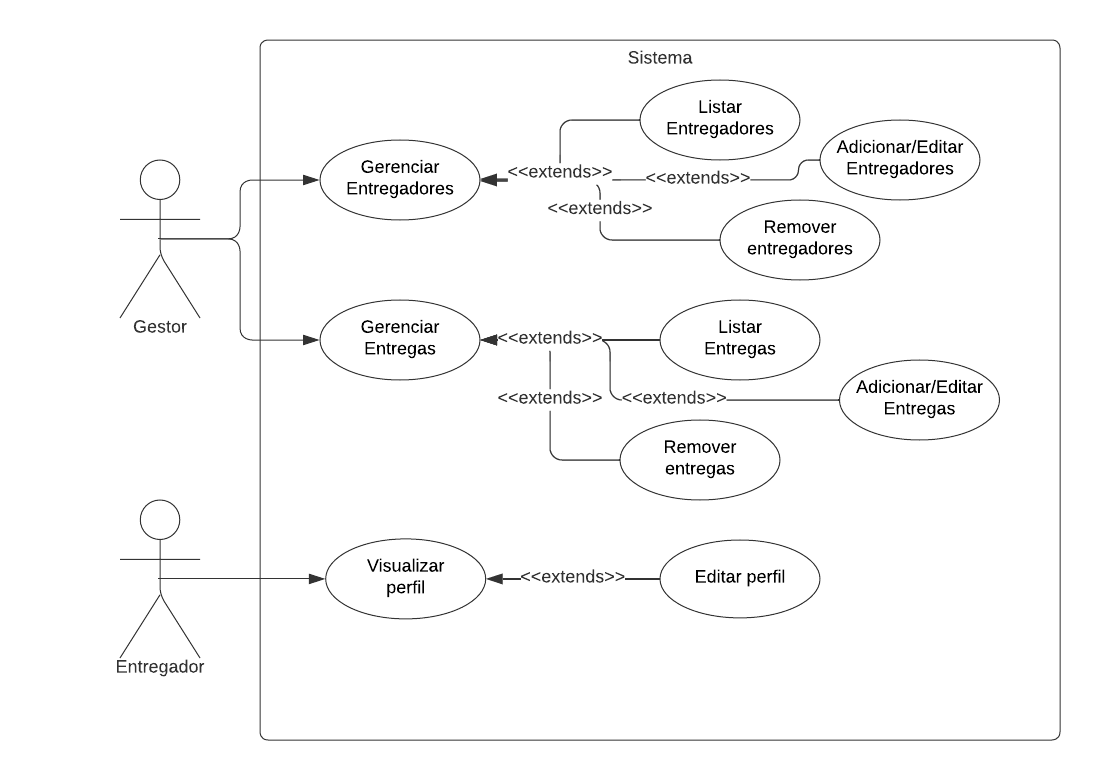 Sistema
Listar
Entregadores
Adicionar/Editar
Entregadores
Gerenciar
Entregadores
<<extends>>
<<extends>>
<<extends>>
Remover
entregadores
Gestor
Gerenciar
Entregas
<<extends>>
Listar
Entregas
<<extends>>
<<extends>>
Adicionar/Editar
Entregas
Remover
entregas
Visualizar
perfil
<<extends>>
Editar perfil
Entregador